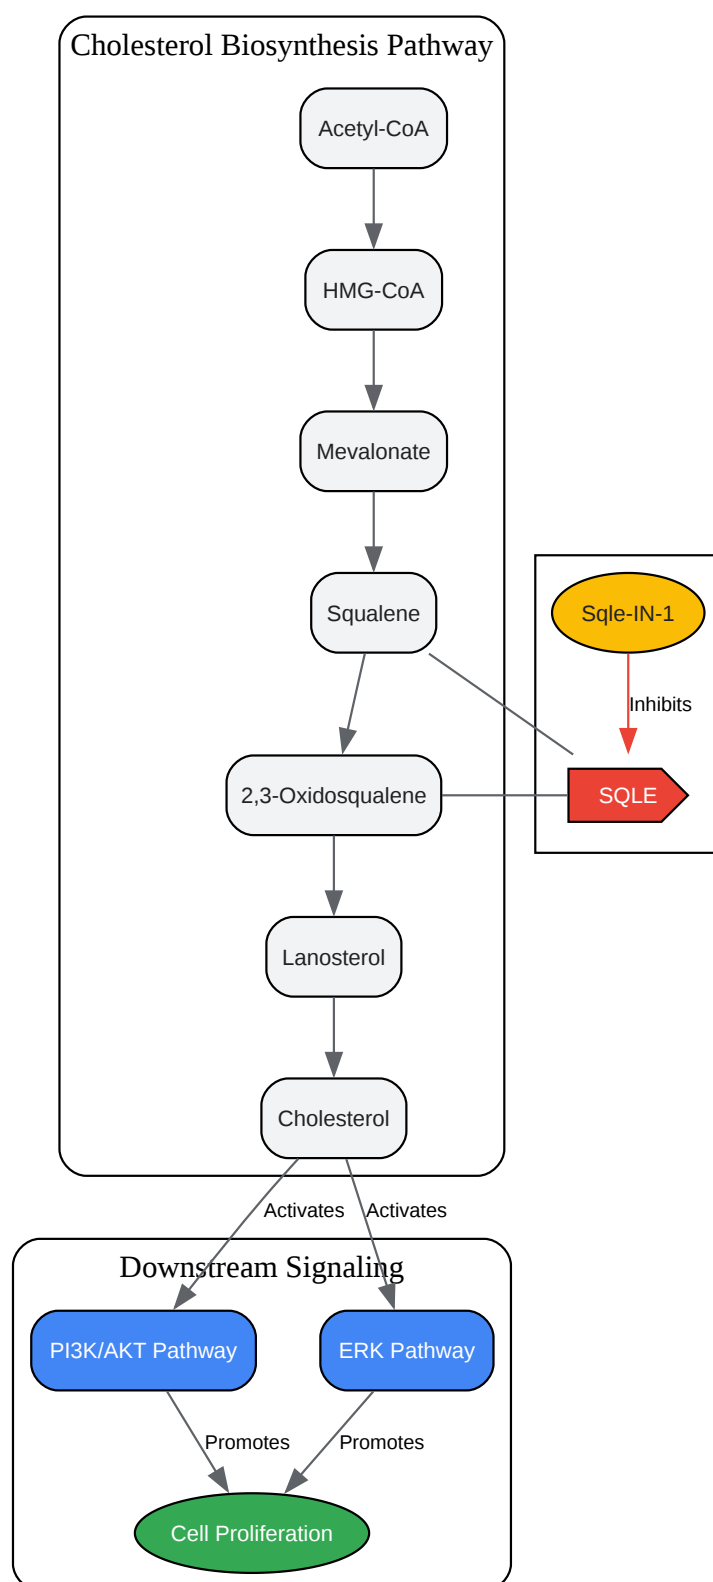 Cholesterol Biosynthesis Pathway
Acetyl-CoA
HMG-CoA
Mevalonate
Squalene
Sqle-IN-1
Inhibits
2,3-Oxidosqualene
SQLE
Lanosterol
Cholesterol
Activates
Activates
Downstream Signaling
PI3K/AKT Pathway
ERK Pathway
Promotes
Promotes
Cell Proliferation